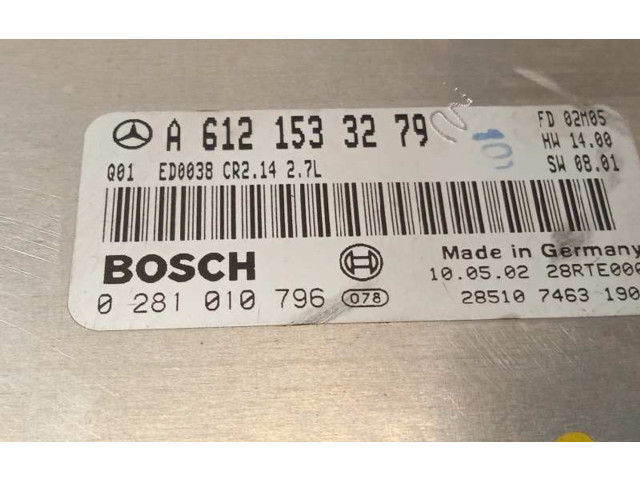 A 612 153 32 79
FD 02M05
HW 14.00
SW 08.01
Q01 ED0038 CR2.14 2.7L
BOSCH
0 281 010 796 078
Made in Germany
10.05.02 28RTE000
28510 7463 190